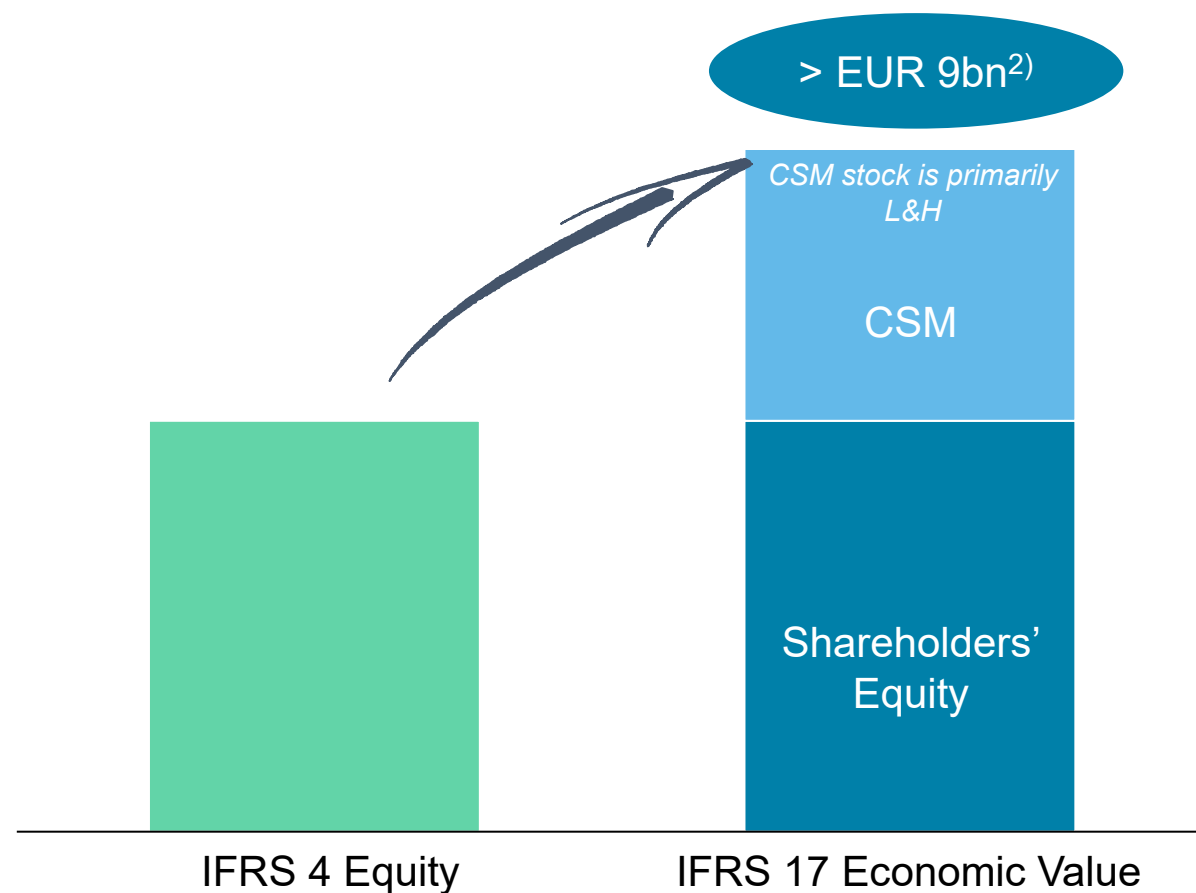 > EUR 9bn2)
CSM stock is primarily
L&H
CSM
Shareholders’
Equity
IFRS 4 Equity
IFRS 17 Economic Value